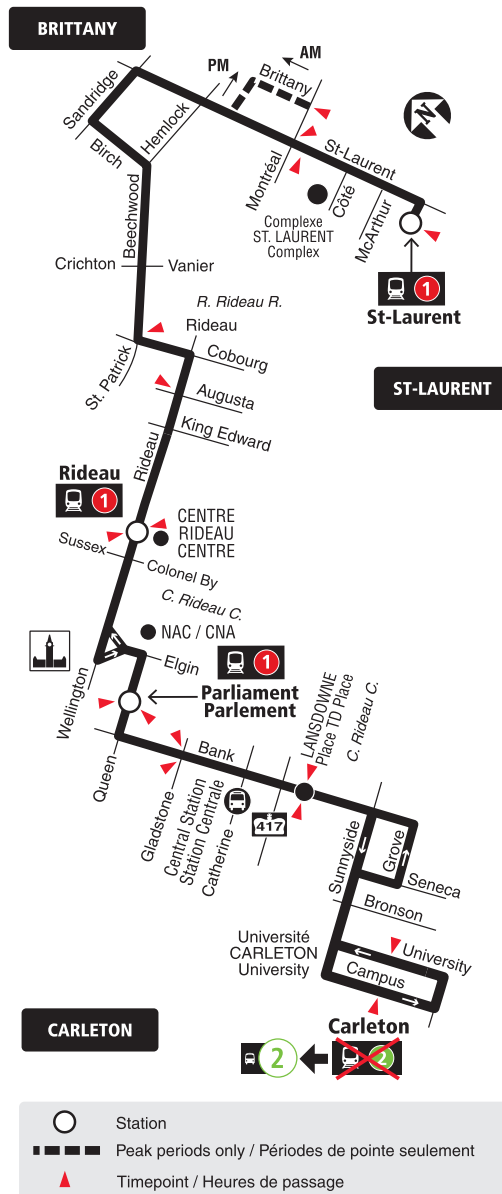 BRITTANY
AM
PM
Brittany
Sandridge
Hemlock
Birch
N
St-Laurent
Montréal
Côté
McArthur
Complexe
ST. LAURENT
Complex
Beechwood
Crichton
Vanier
1
St-Laurent
R. Rideau R.
Rideau
Cobourg
St. Patrick
ST-LAURENT
Augusta
King Edward
Rideau
Rideau
1
CENTRE
RIDEAU
CENTRE
Sussex
Colonel By
C. Rideau C.
NAC / CNA
Elgin
Wellington
1
Parliament
Parlement
LANSDOWNE
Place TD Place
C. Rideau C.
Queen
Bank
Gladstone
Central Station
Station Centrale
Catherine
417
Sunnyside
Grove
Seneca
Bronson
Université
CARLETON
University
University
Campus
CARLETON
Carleton
2
2
Station
Peak periods only / Périodes de pointe seulement
Timepoint / Heures de passage